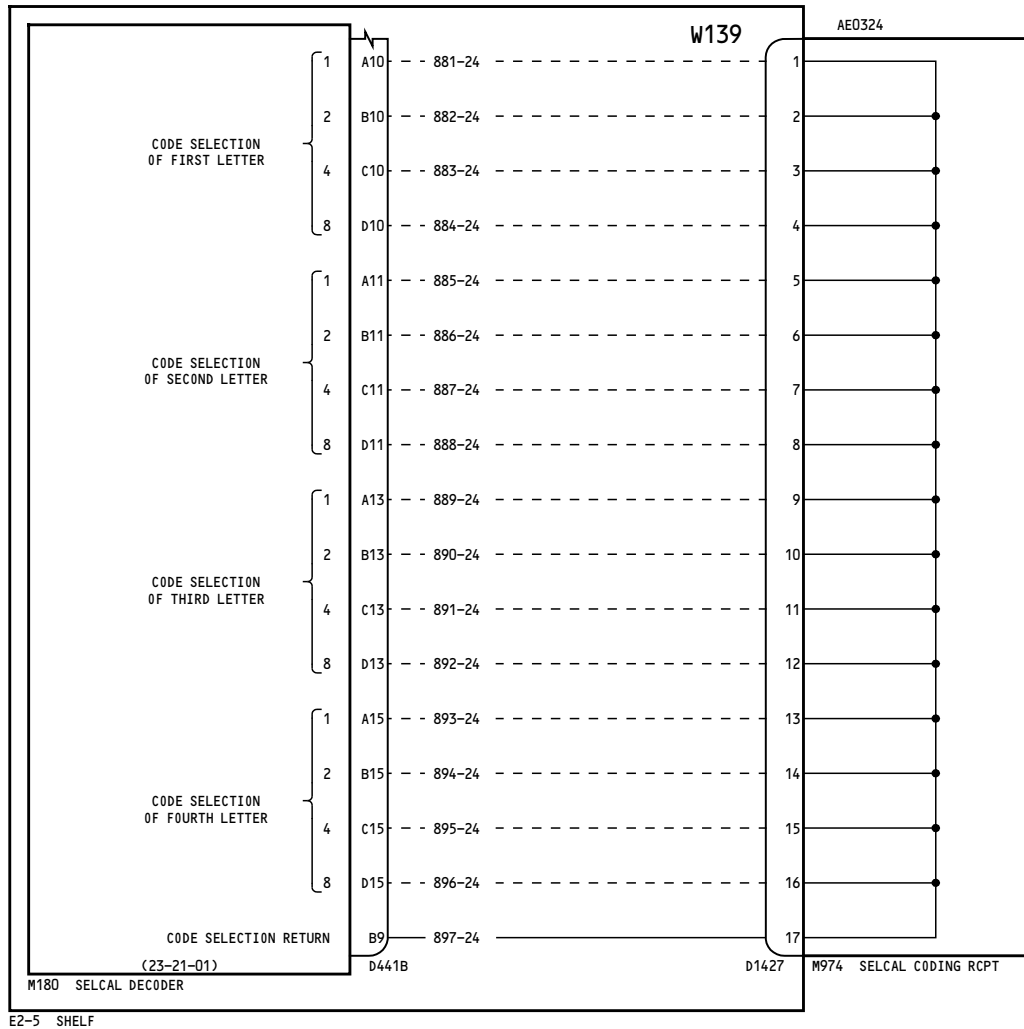 W139
AE0324
1 A10 881-24 1
2 B10 882-24 2
CODE SELECTION
OF FIRST LETTER
4 C10 883-24 3
8 D10 884-24 4
1 A11 885-24 5
2 B11 886-24 6
CODE SELECTION
OF SECOND LETTER
4 C11 887-24 7
8 D11 888-24 8
1 A13 889-24 9
2 B13 890-24 10
CODE SELECTION
OF THIRD LETTER
4 C13 891-24 11
8 D13 892-24 12
1 A15 893-24 13
2 B15 894-24 14
CODE SELECTION
OF FOURTH LETTER
4 C15 895-24 15
8 D15 896-24 16
CODE SELECTION RETURN B9 897-24 17
(23-21-01) D441B D1427 M974 SELCAL CODING RCPT
M180 SELCAL DECODER
E2-5 SHELF